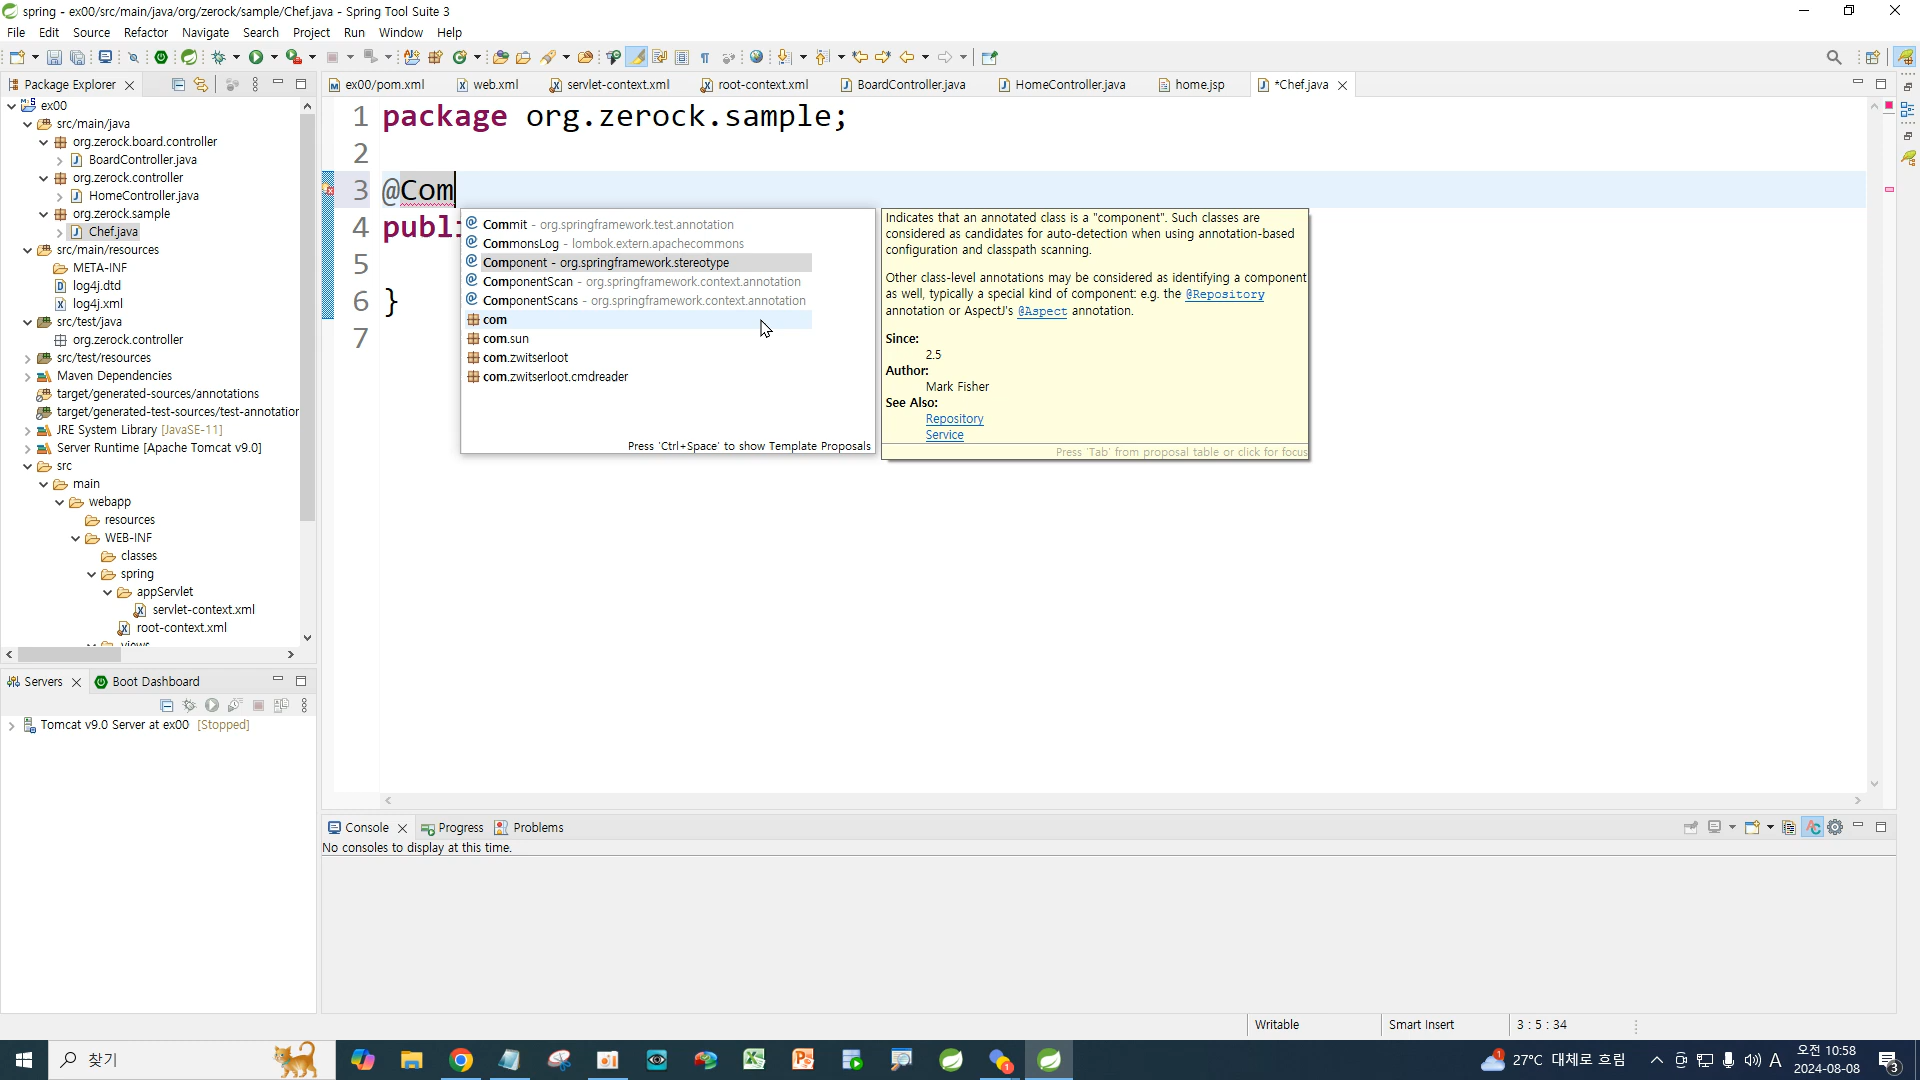 spring - ex00/src/main/java/org/zerock/sample/Chef.java - Spring Tool Suite 3
File Edit Source Refactor Navigate Search Project Run Window Help
Package Explorer
ex00/pom.xml web.xml servlet-context.xml root-context.xml BoardController.java HomeController.java home.jsp *Chef.java
ex00
src/main/java
org.zerock.board.controller
BoardController.java
org.zerock.controller
HomeController.java
org.zerock.sample
Chef.java
src/main/resources
META-INF
log4j.dtd
log4j.xml
src/test/java
org.zerock.controller
src/test/resources
Maven Dependencies
target/generated-sources/annotations
target/generated-test-sources/test-annotation
JRE System Library [JavaSE-11]
Server Runtime [Apache Tomcat v9.0]
src
main
webapp
resources
WEB-INF
classes
spring
appServlet
servlet-context.xml
root-context.xml
views
1 package org.zerock.sample;
2
3 @Com
4 publi
5
6 }
7
Commit - org.springframework.test.annotation
CommonsLog - lombok.extern.apachecommons
Component - org.springframework.stereotype
ComponentScan - org.springframework.context.annotation
ComponentScans - org.springframework.context.annotation
com
com.sun
com.zwitserloot
com.zwitserloot.cmdreader
Press 'Ctrl+Space' to show Template Proposals
Indicates that an annotated class is a "component". Such classes are
considered as candidates for auto-detection when using annotation-based
configuration and classpath scanning.
Other class-level annotations may be considered as identifying a component
as well, typically a special kind of component: e.g. the @Repository
annotation or AspectJ's @Aspect annotation.
Since:
2.5
Author:
Mark Fisher
See Also:
Repository
Service
Press 'Tab' from proposal table or click for focus
Servers Boot Dashboard
Tomcat v9.0 Server at ex00 [Stopped]
Console Progress Problems
No consoles to display at this time.
Writable Smart Insert 3 : 5 : 34
찾기
27°C 대체로 흐림
A
오전 10:58
2024-08-08
3